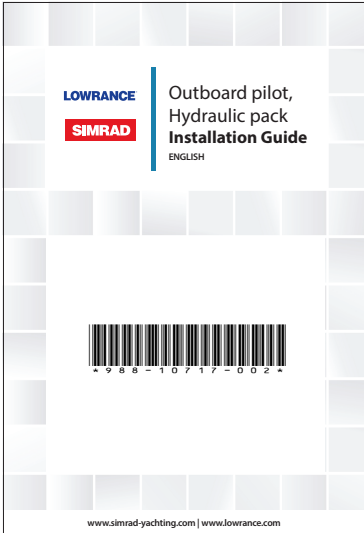 LOWRANCE
SIMRAD
Outboard pilot,
Hydraulic pack
Installation Guide
ENGLISH
*988-10717-002*
www.simrad-yachting.com | www.lowrance.com